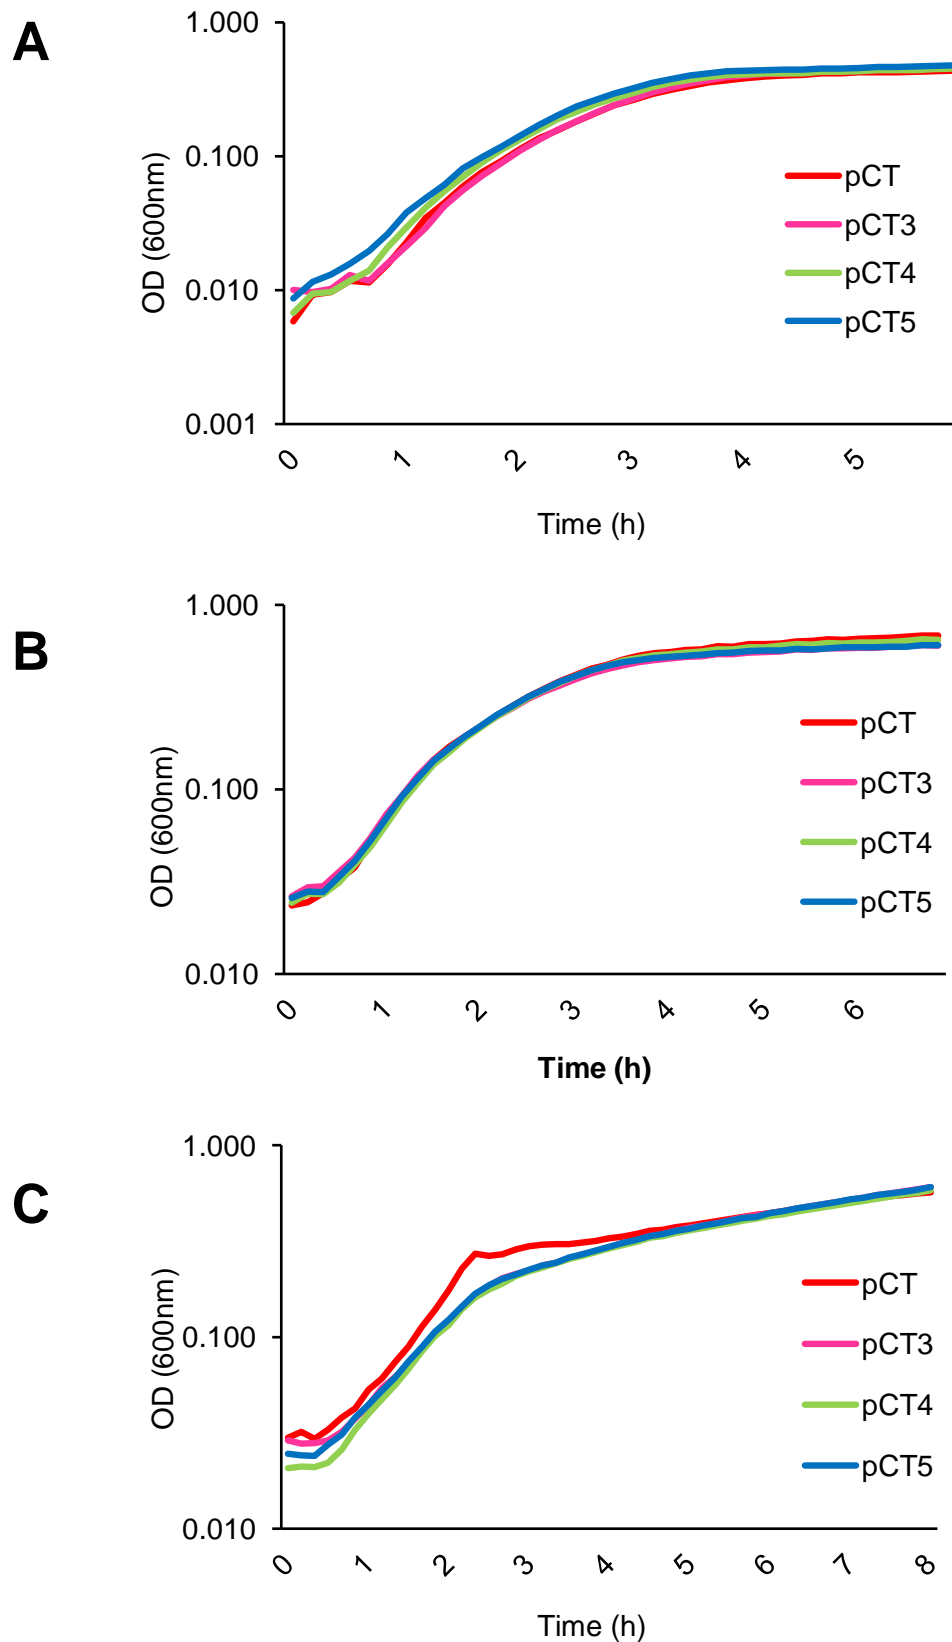 A
1.000
0.100
0.010
0.001
OD (600nm)
0 1 2 3 4 5
Time (h)
pCT
pCT3
pCT4
pCT5
B
1.000
0.100
0.010
OD (600nm)
0 1 2 3 4 5 6
Time (h)
pCT
pCT3
pCT4
pCT5
C
1.000
0.100
0.010
OD (600nm)
0 1 2 3 4 5 6 7 8
Time (h)
pCT
pCT3
pCT4
pCT5